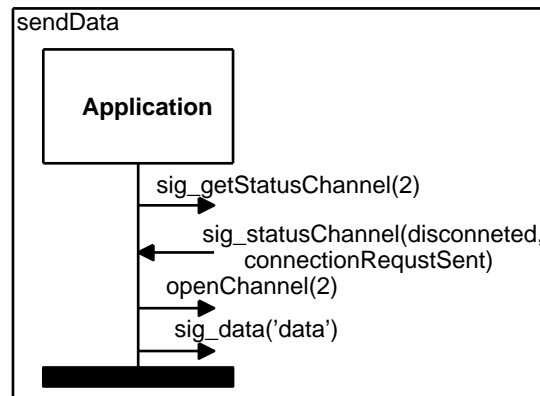 sendData
Application
sig_getStatusChannel(2)
sig_statusChannel(disconneted,
connectionRequstSent)
openChannel(2)
sig_data('data')